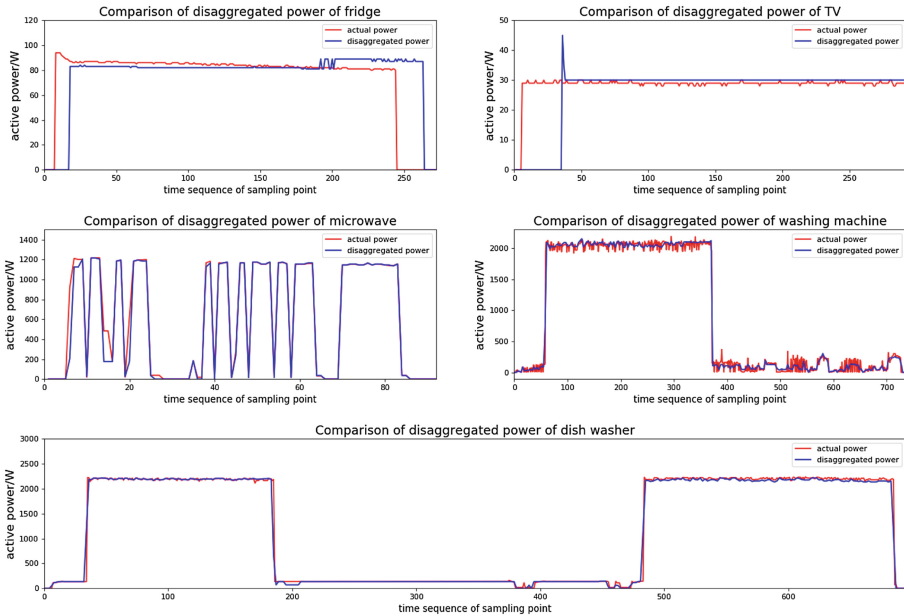 Comparison of disaggregated power of fridge
active power/W
120
100
80
60
40
20
0
actual power
disaggregated power
0 50 100 150 200 250
time sequence of sampling point
Comparison of disaggregated power of TV
active power/W
50
40
30
20
10
0
actual power
disaggregated power
0 50 100 150 200 250
time sequence of sampling point
Comparison of disaggregated power of microwave
active power/W
1400
1200
1000
800
600
400
200
0
actual power
disaggregated power
0 20 40 60 80
time sequence of sampling point
Comparison of disaggregated power of washing machine
active power/W
2000
1500
1000
500
0
actual power
disaggregated power
0 100 200 300 400 500 600 700
time sequence of sampling point
Comparison of disaggregated power of dish washer
active power/W
3000
2500
2000
1500
1000
500
0
actual power
disaggregated power
0 100 200 300 400 500 600
time sequence of sampling point